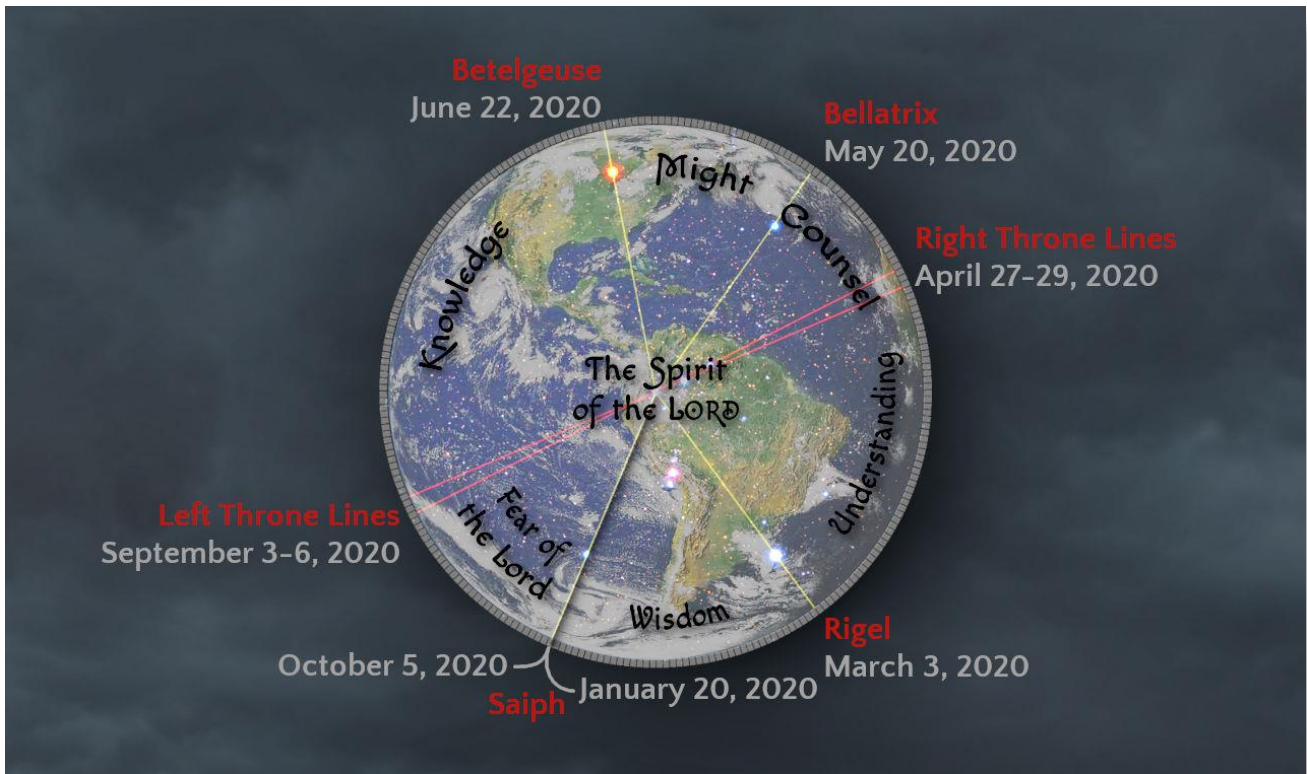 Betelgeuse
June 22, 2020
Bellatrix
May 20, 2020
Might
Counsel
Right Throne Lines
April 27-29, 2020
Knowledge
The Spirit
of the LORD
Understanding
Left Throne Lines
September 3-6, 2020
Fear of
the Lord
Wisdom
Rigel
March 3, 2020
October 5, 2020
January 20, 2020
Saiph